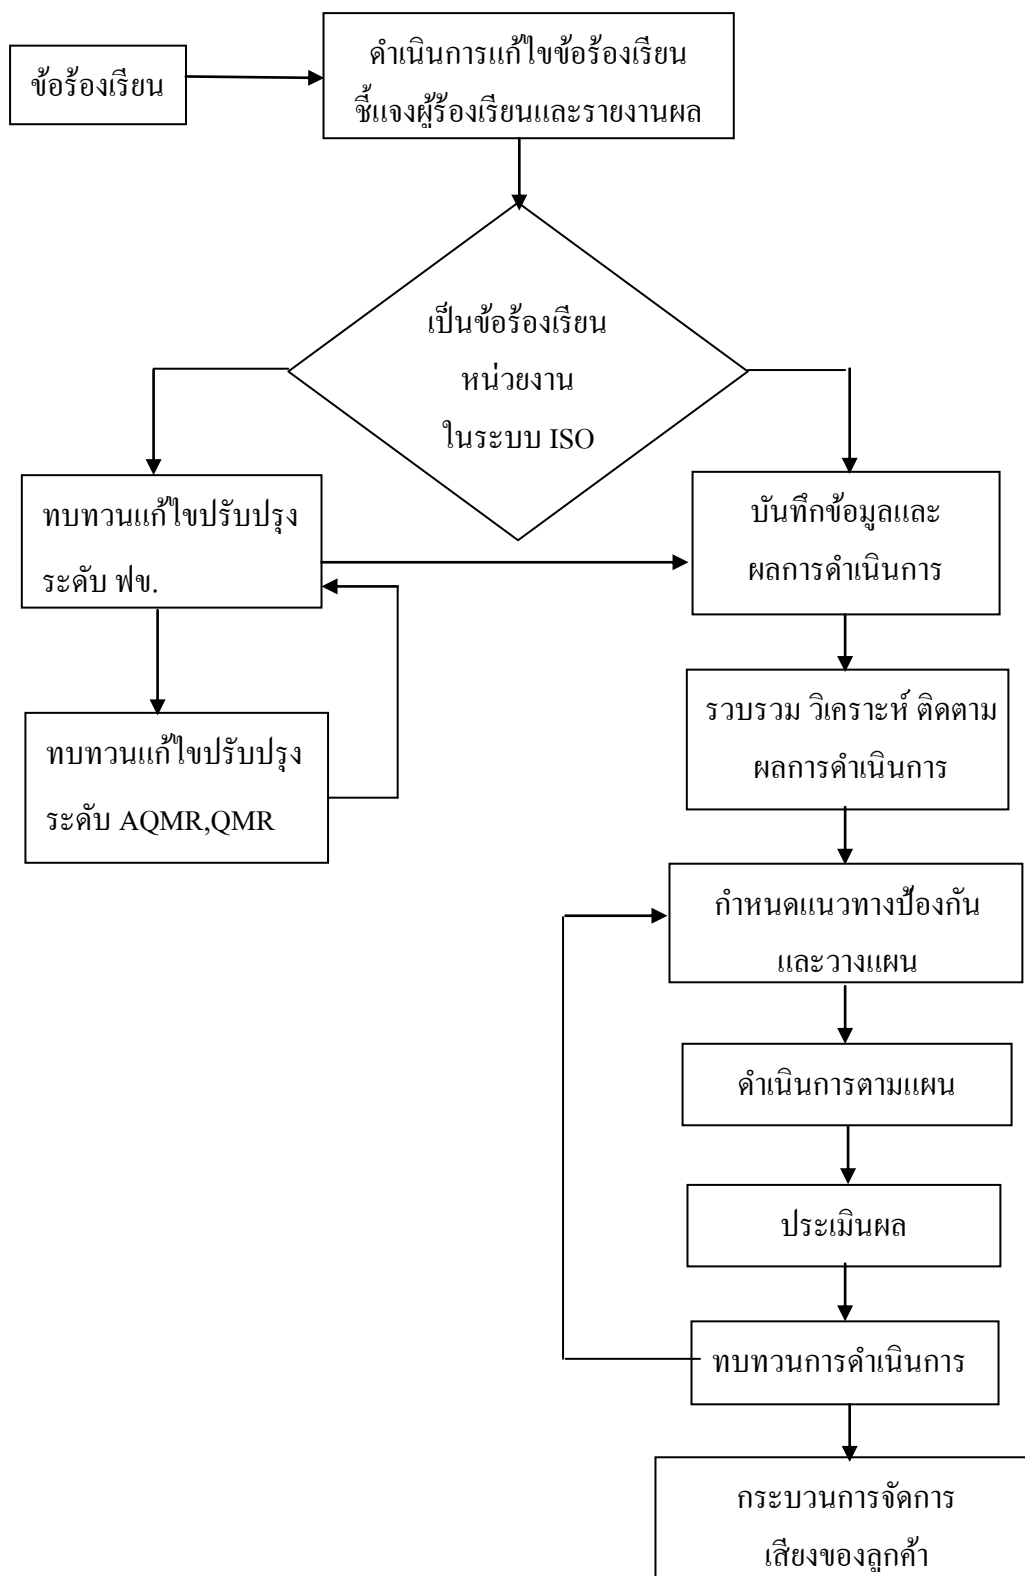 ข้อร้องเรียน
ดำเนินการแก้ไขข้อร้องเรียน
ชี้แจงผู้ร้องเรียนและรายงานผล
เป็นข้อร้องเรียน
หน่วยงาน
ในระบบ ISO
ทบทวนแก้ไขปรับปรุง
ระดับ ฟข.
บันทึกข้อมูลและ
ผลการดำเนินการ
ทบทวนแก้ไขปรับปรุง
ระดับ AQMR,QMR
รวบรวม วิเคราะห์ ติดตาม
ผลการดำเนินการ
กำหนดแนวทางป้องกัน
และวางแผน
ดำเนินการตามแผน
ประเมินผล
ทบทวนการดำเนินการ
กระบวนการจัดการ
เสียงของลูกค้า